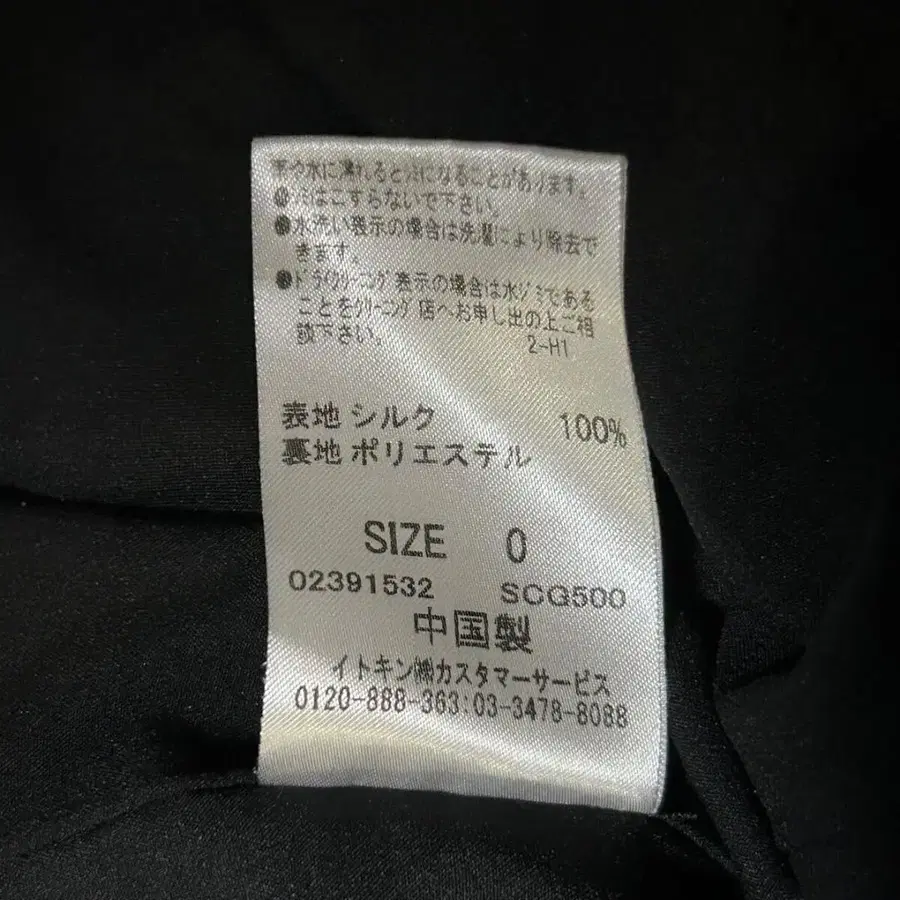 や水に濡れるとシミになることがあります。
●シミはこすらないで下さい。
●水洗い表示の場合は洗濯により除去で
きます。
●ドライクリーニング表示の場合は水ジミである
ことをクリーニング店へお申し出の上ご相
談下さい。 2-H1
表地 シルク 100%
裏地 ポリエステル
SIZE 0
02391532 SCG500
中国製
イトキン㈱カスタマーサービス
0120-888-363:03-3478-8088